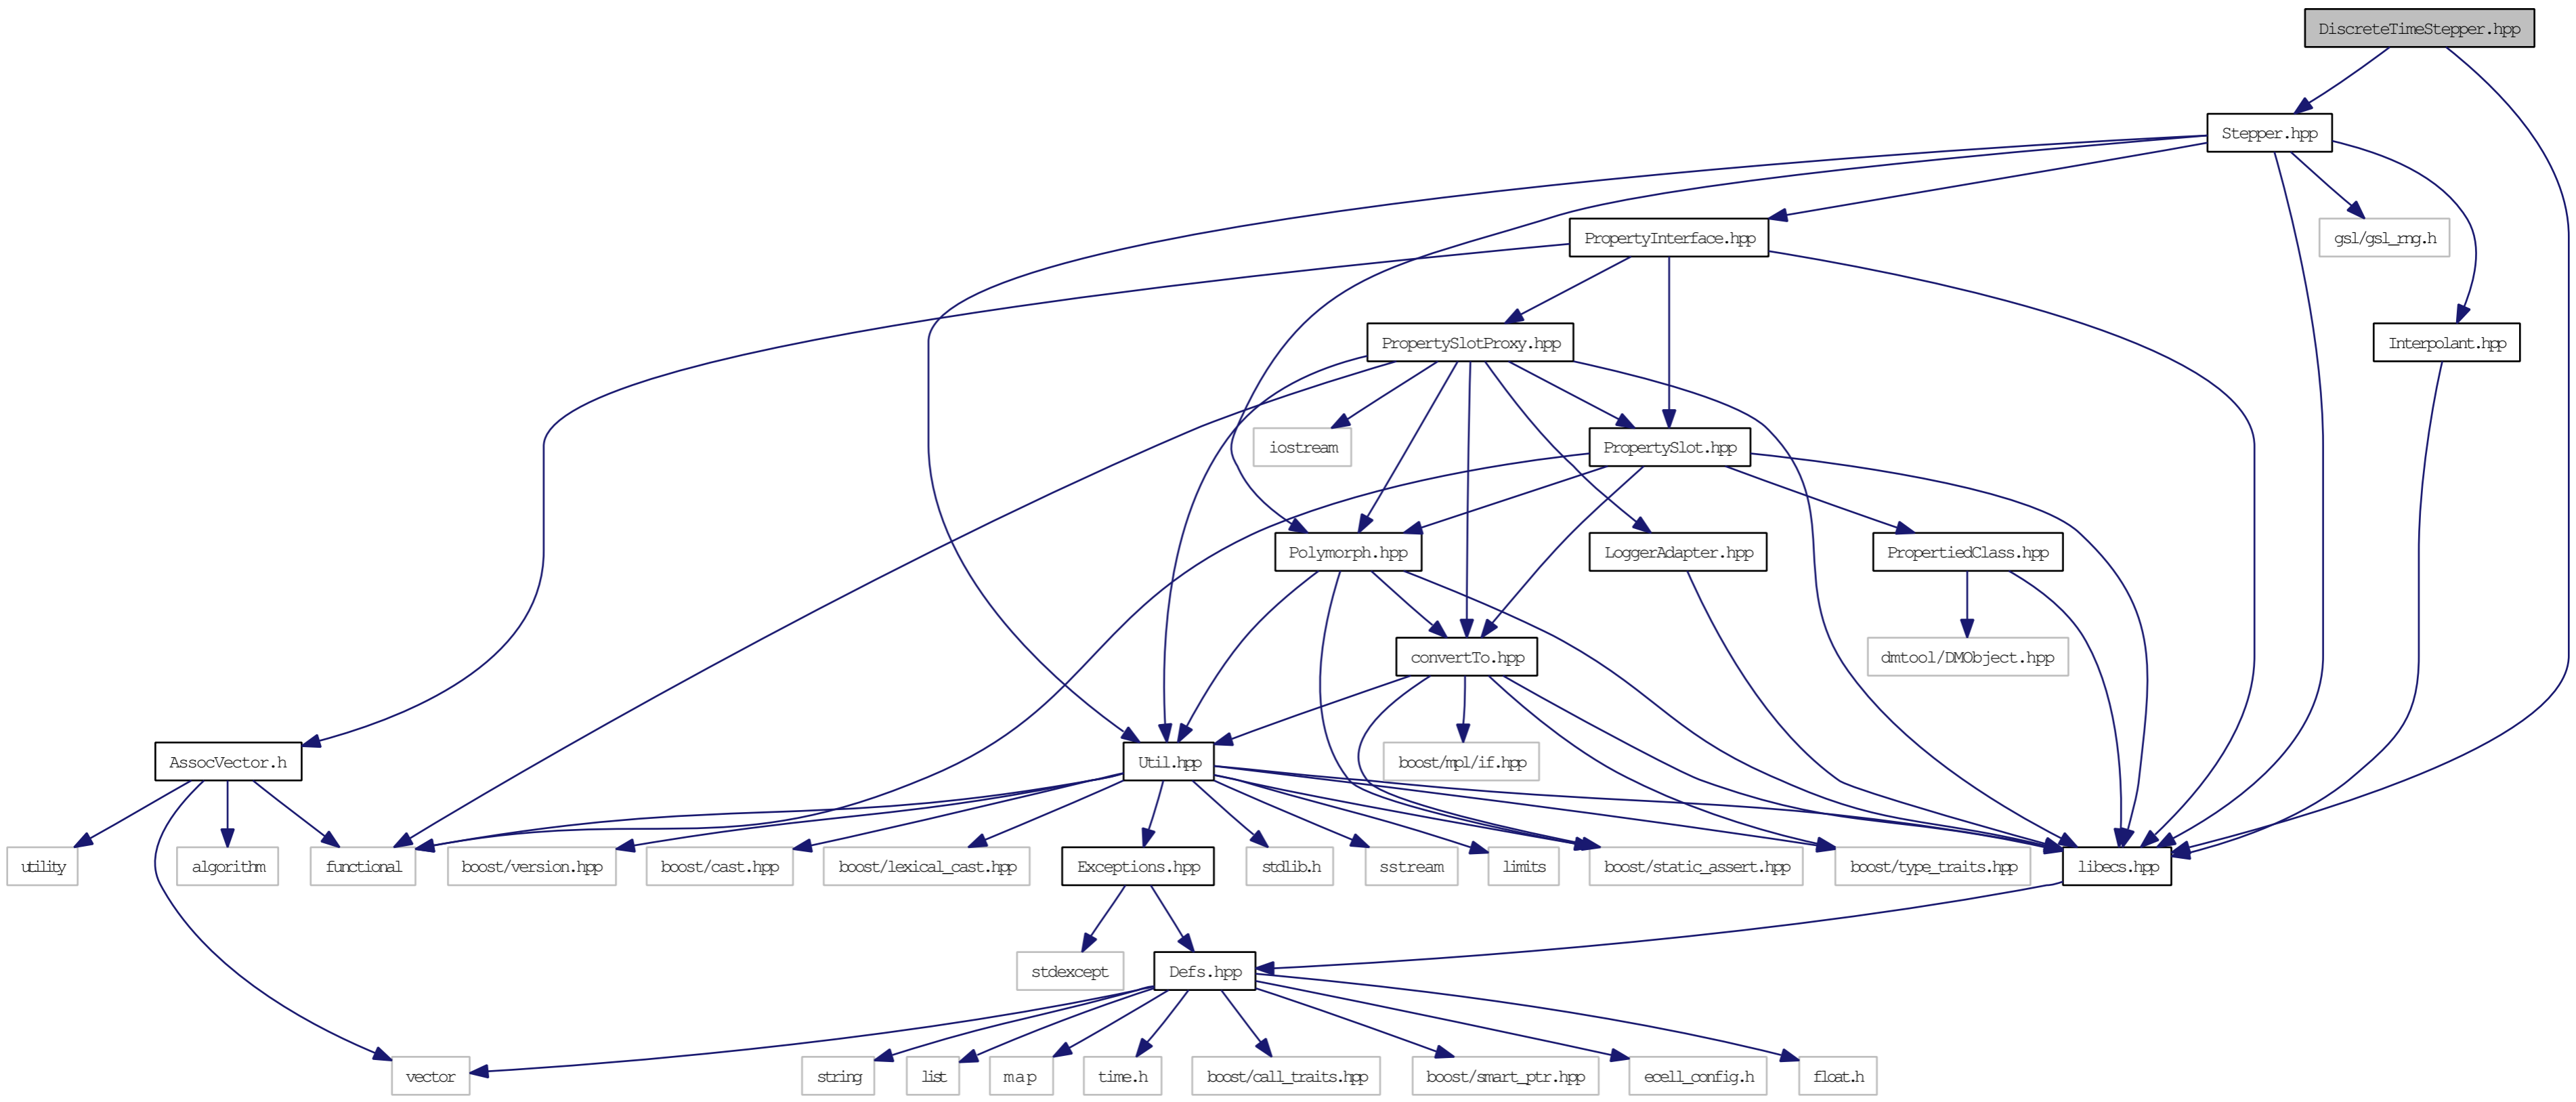 DiscreteTimeStepper.hpp
Stepper.hpp
PropertyInterface.hpp
gsl/gsl_rng.h
PropertySlotProxy.hpp
Interpolant.hpp
iostream
PropertySlot.hpp
Polymorph.hpp
LoggerAdapter.hpp
PropertiedClass.hpp
convertTo.hpp
dmtool/DMObject.hpp
AssocVector.h
Util.hpp
boost/mpl/if.hpp
utility
algorithm
functional
boost/version.hpp
boost/cast.hpp
boost/lexical_cast.hpp
Exceptions.hpp
stdlib.h
sstream
limits
boost/static_assert.hpp
boost/type_traits.hpp
libecs.hpp
stdexcept
Defs.hpp
vector
string
list
map
time.h
boost/call_traits.hpp
boost/smart_ptr.hpp
ecell_config.h
float.h